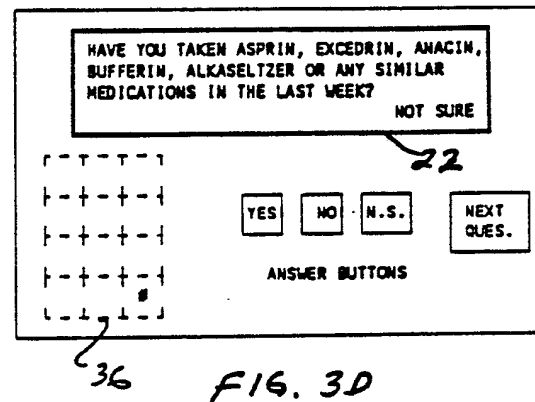 HAVE YOU TAKEN ASPRIN, EXCEDRIN, ANACIN,
BUFFERIN, ALKASELTZER OR ANY SIMILAR
MEDICATIONS IN THE LAST WEEK?
NOT SURE
22
YES NO N.S. NEXT
QUES.
#
ANSWER BUTTONS
36
FIG. 3D